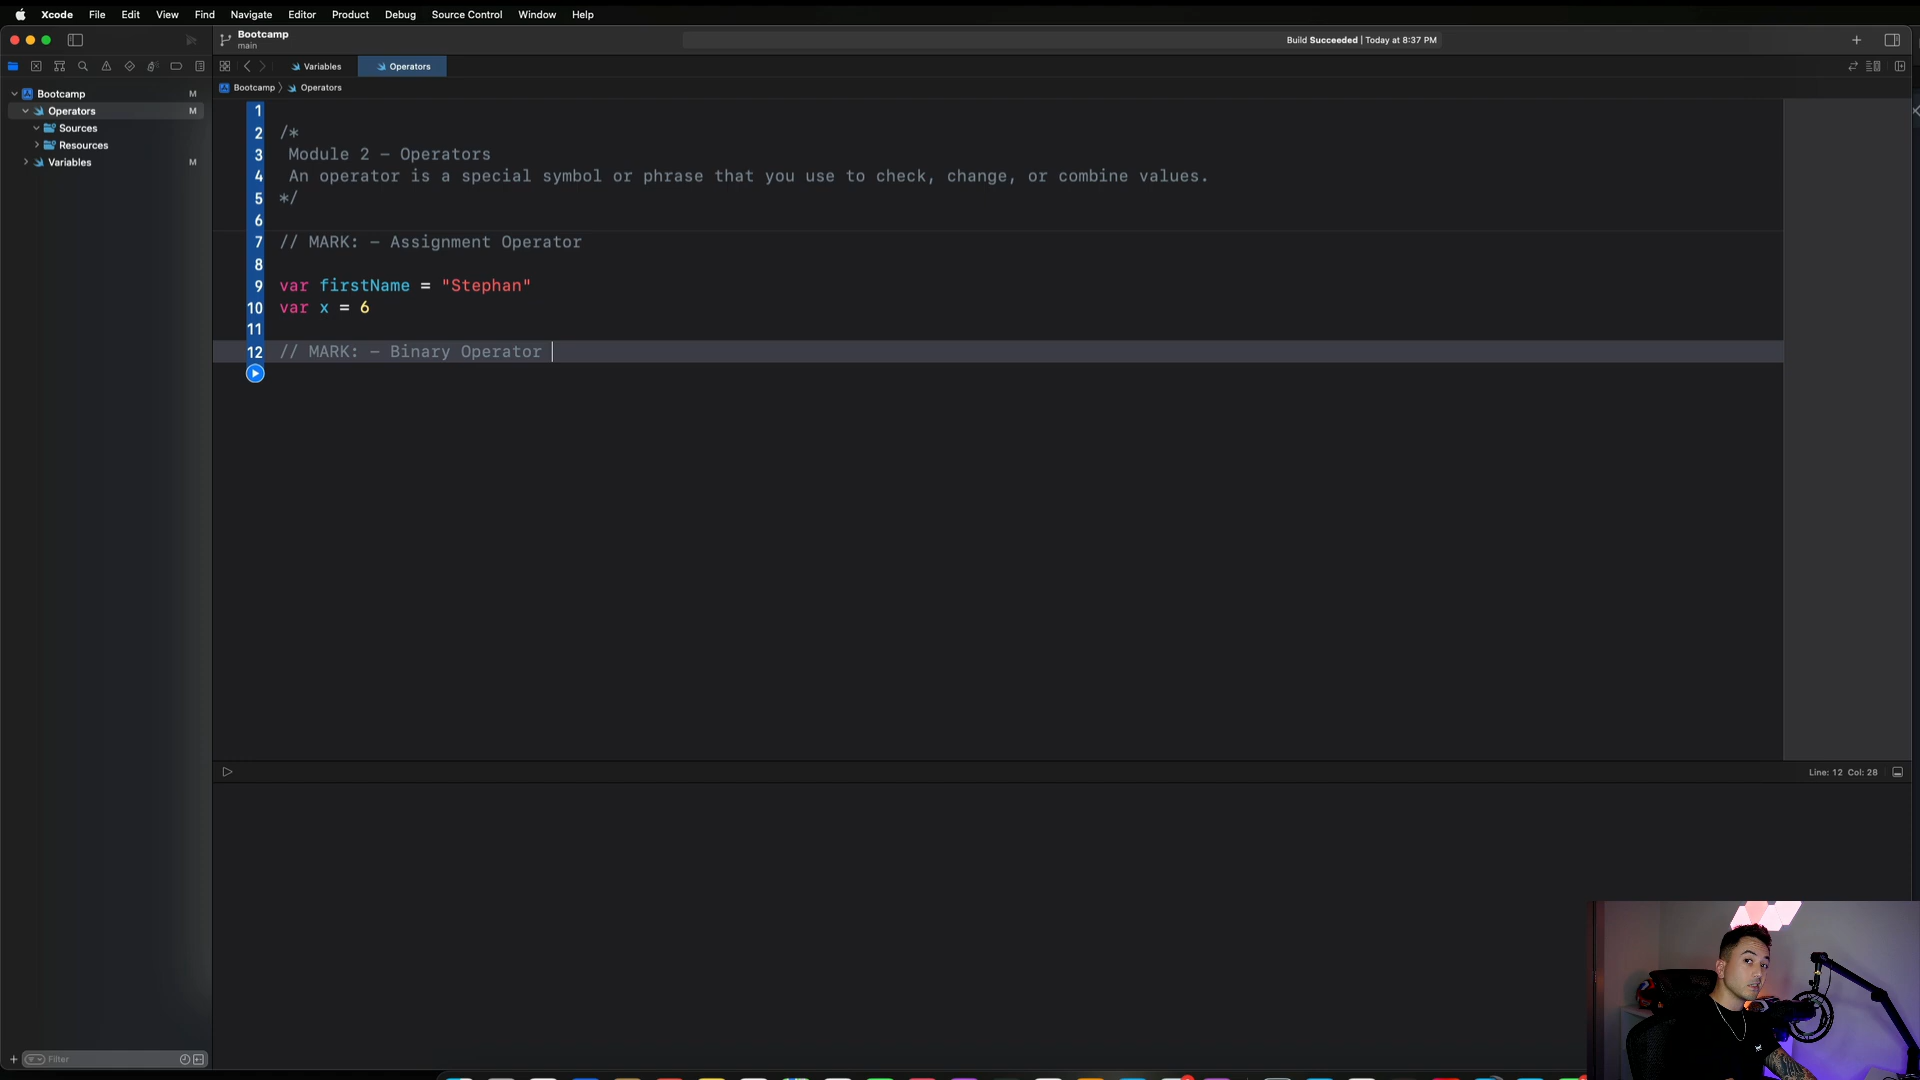 Xcode File Edit View Find Navigate Editor Product Debug Source Control Window Help
Bootcamp
main
Build Succeeded | Today at 8:37 PM
Variables
Operators
Bootcamp
Operators
Bootcamp M
Operators M
Sources
Resources
Variables M
1
2 /*
3 Module 2 - Operators
4 An operator is a special symbol or phrase that you use to check, change, or combine values.
5 */
6
7 // MARK: - Assignment Operator
8
9 var firstName = "Stephan"
10 var x = 6
11
12 // MARK: - Binary Operator
Line: 12 Col: 28
Filter